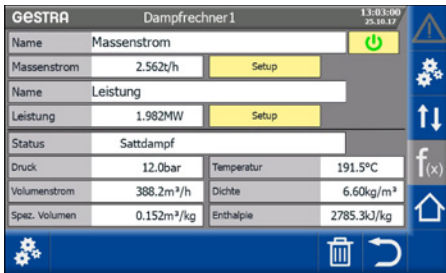 GESTRA Dampfrechner1 13:03:00
25.10.17
Name Massenstrom
Massenstrom 2.562t/h Setup
Name Leistung
Leistung 1.982MW Setup
Status Sattdampf
Druck 12.0bar Temperatur 191.5°C
Volumenstrom 388.2m³/h Dichte 6.60kg/m³
Spez. Volumen 0.152m³/kg Enthalpie 2785.3kJ/kg
f(x)